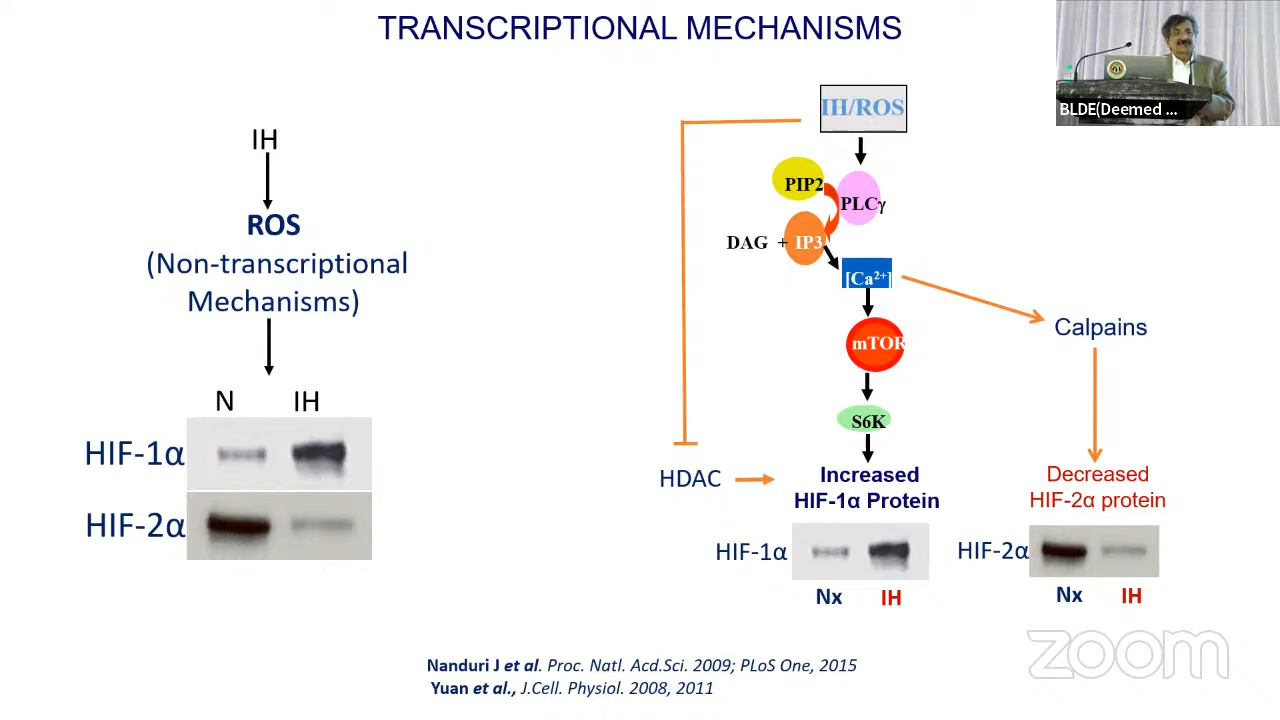 TRANSCRIPTIONAL MECHANISMS
BLDE(Deemed ...
IH
ROS
(Non-transcriptional
Mechanisms)
N IH
HIF-1α
HIF-2α
IH/ROS
PIP2
PLCγ
DAG + IP3
[Ca²⁺]
mTOR
Calpains
S6K
HDAC
Increased
HIF-1α Protein
Decreased
HIF-2α protein
HIF-1α
Nx IH
HIF-2α
Nx IH
zoom
Nanduri J et al. Proc. Natl. Acd.Sci. 2009; PLoS One, 2015
Yuan et al., J.Cell. Physiol. 2008, 2011